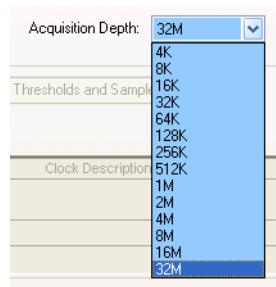 Acquisition Depth: 32M
4K
8K
Thresholds and Sample 16K
32K
64K
128K
256K
Clock Description 512K
1M
2M
4M
8M
16M
32M